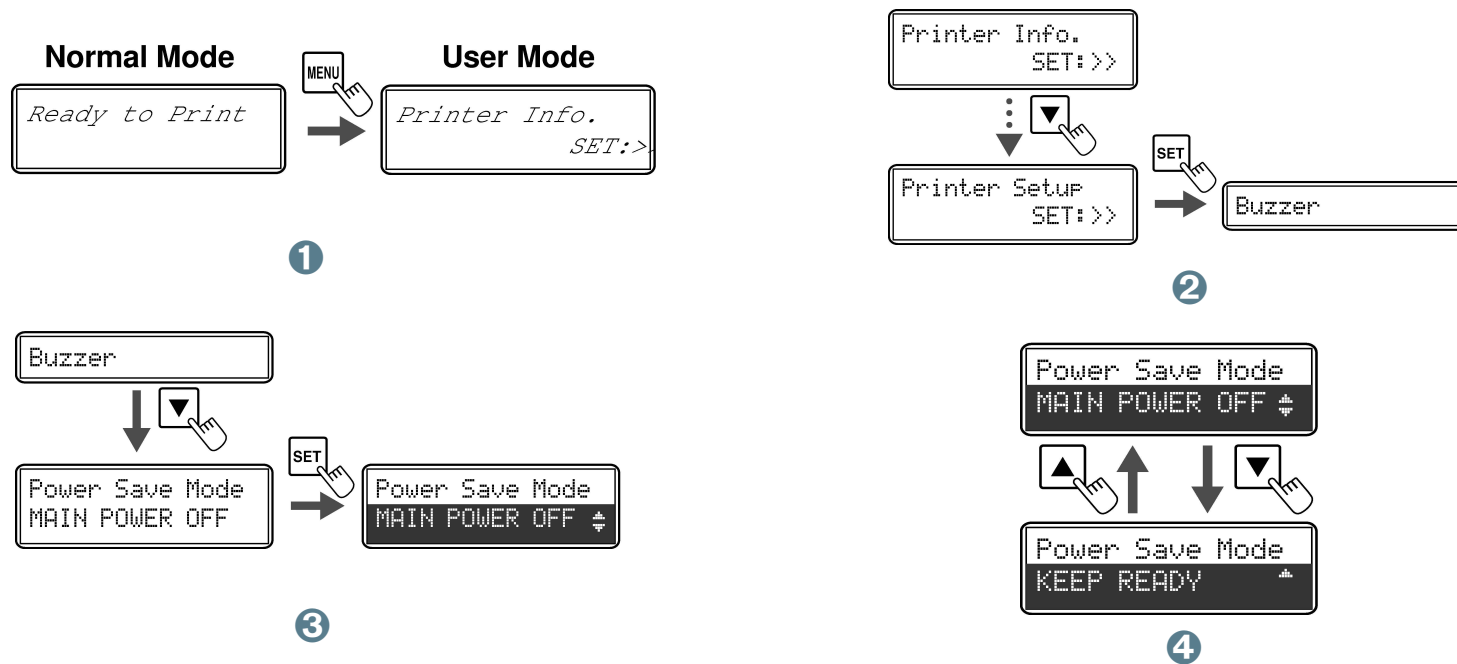 Normal Mode
MENU
User Mode
Ready to Print
Printer Info.
SET:>
1
Printer Info.
SET:>>
▼
Printer Setup
SET:>>
SET
Buzzer
2
Buzzer
▼
Power Save Mode
MAIN POWER OFF
SET
Power Save Mode
MAIN POWER OFF
3
Power Save Mode
MAIN POWER OFF
▲
▼
Power Save Mode
KEEP READY
4